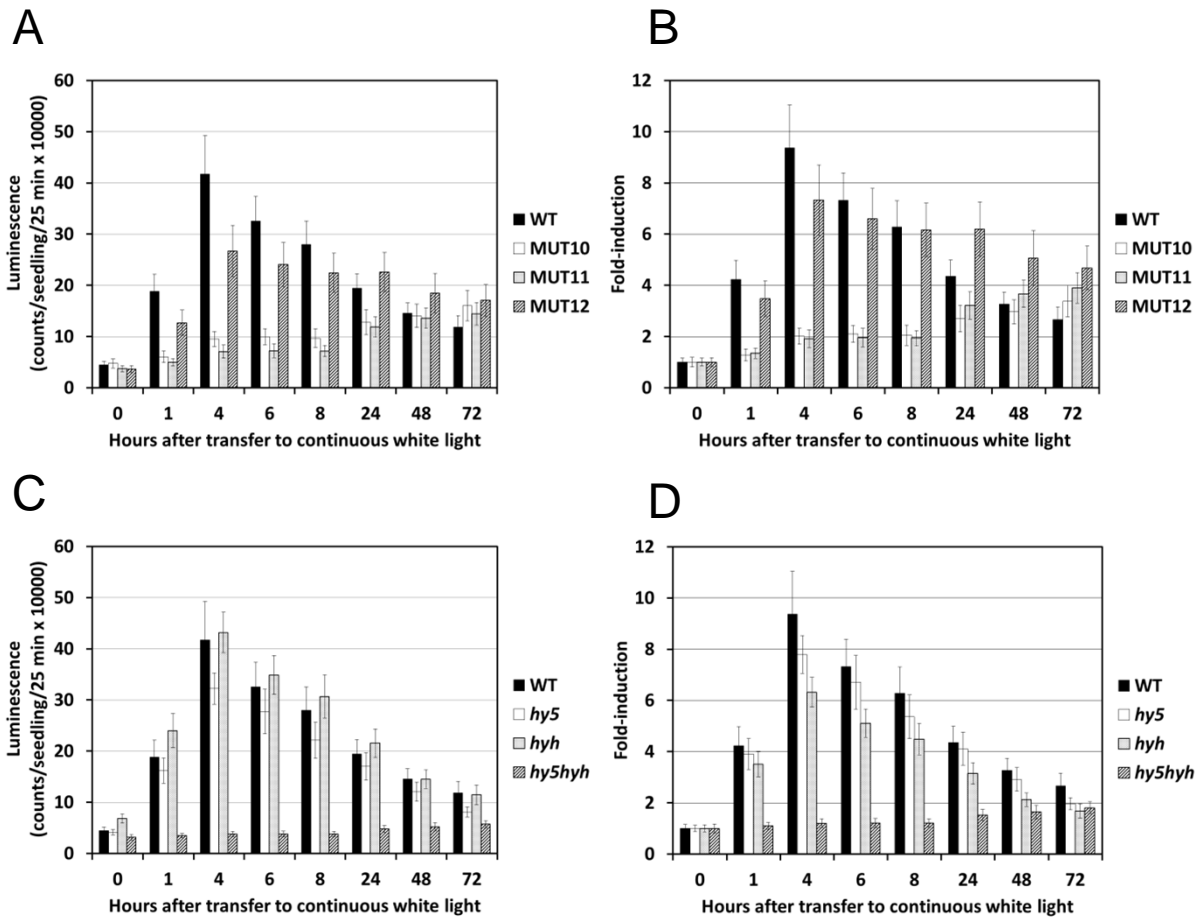 A
Luminescence
(counts/seedling/25 min x 10000)
60
50
40
30
20
10
0
0 1 4 6 8 24 48 72
Hours after transfer to continuous white light
WT
MUT10
MUT11
MUT12
B
Fold-induction
12
10
8
6
4
2
0
0 1 4 6 8 24 48 72
Hours after transfer to continuous white light
WT
MUT10
MUT11
MUT12
C
Luminescence
(counts/seedling/25 min x 10000)
60
50
40
30
20
10
0
0 1 4 6 8 24 48 72
Hours after transfer to continuous white light
WT
hy5
hyh
hy5hyh
D
Fold-induction
12
10
8
6
4
2
0
0 1 4 6 8 24 48 72
Hours after transfer to continuous white light
WT
hy5
hyh
hy5hyh